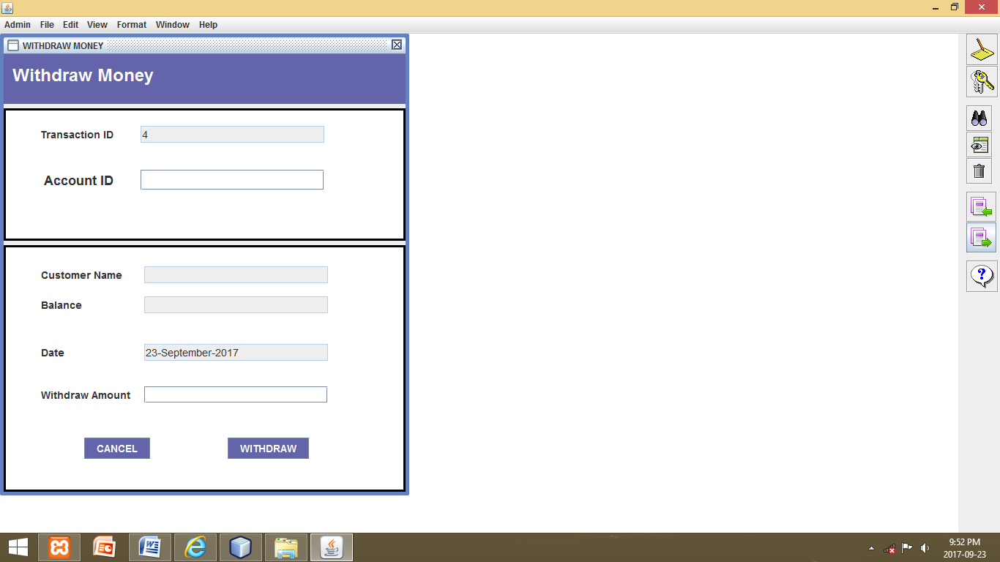 Admin File Edit View Format Window Help
WITHDRAW MONEY
Withdraw Money
Transaction ID 4
Account ID
Customer Name
Balance
Date 23-September-2017
Withdraw Amount
CANCEL WITHDRAW
9:52 PM
2017-09-23